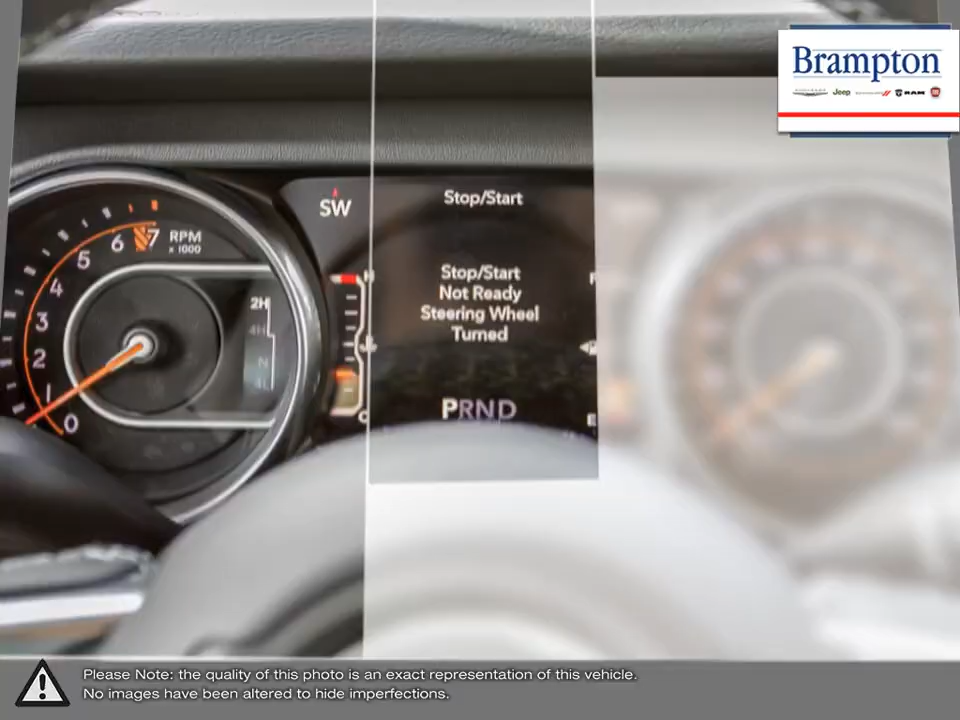 Brampton
Jeep RAM
SW
Stop/Start
7
6
RPM
x 1000
5
4
3
2
1
0
2H
4H
N
4L
H
C
F
E
Stop/Start
Not Ready
Steering Wheel
Turned
PRND
Please Note: the quality of this photo is an exact representation of this vehicle.
No images have been altered to hide imperfections.